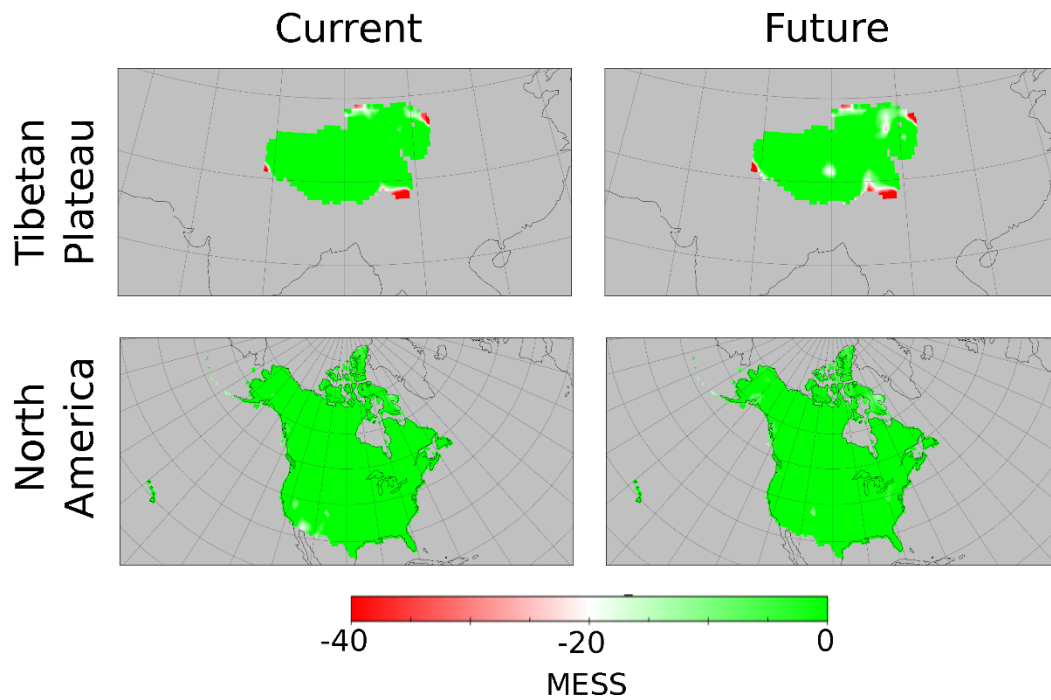 Current
Future
Tibetan
Plateau
North
America
-40
-20
0
MESS